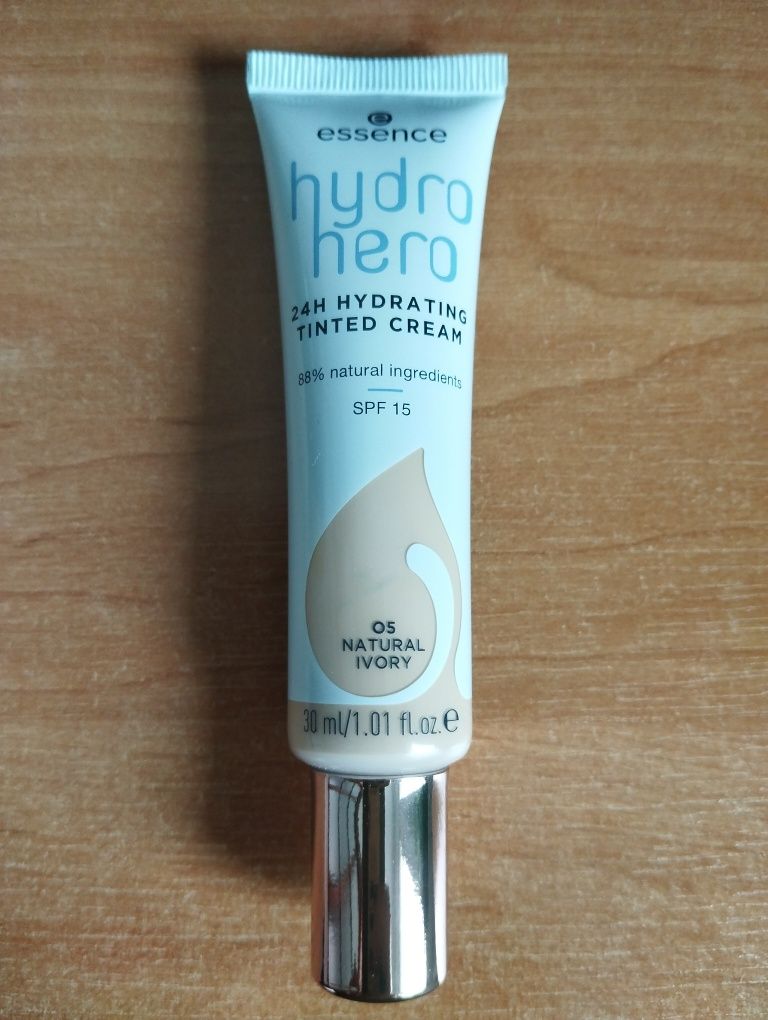 essence
hydro
hero
24H HYDRATING
TINTED CREAM
88% natural ingredients
SPF 15
05
NATURAL
IVORY
30 ml/1.01 fl.oz.℮